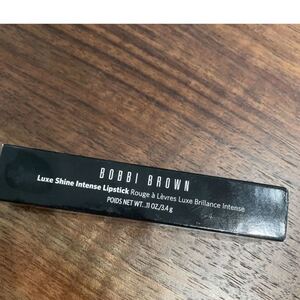 BOBBI BROWN
Luxe Shine Intense Lipstick Rouge à Lèvres Luxe Brillance Intense
POIDS NET WT. .11 OZ./3.4 g